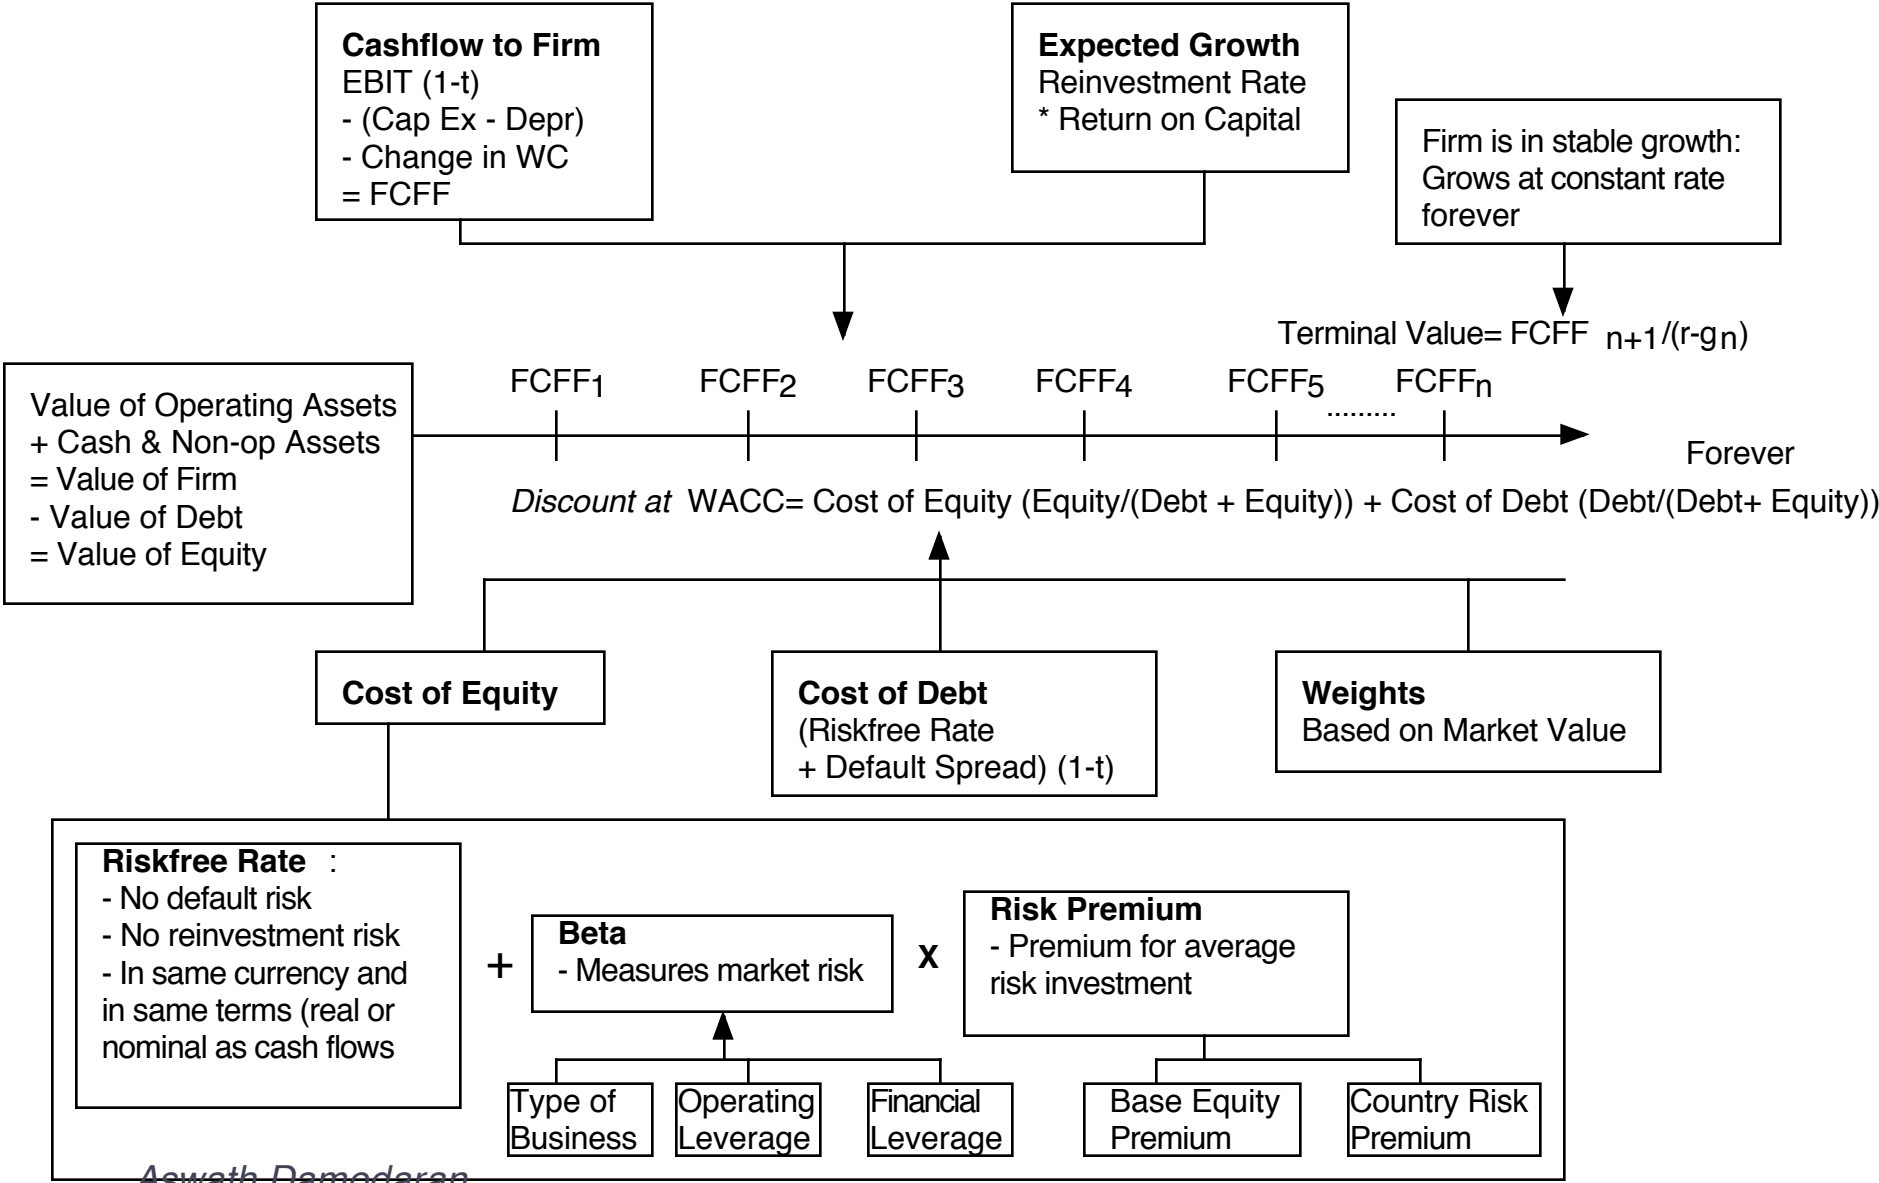 Cashflow to Firm
EBIT (1-t)
- (Cap Ex - Depr)
- Change in WC
= FCFF
Expected Growth
Reinvestment Rate
* Return on Capital
Firm is in stable growth:
Grows at constant rate
forever
Terminal Value= FCFF n+1/(r-gn)
FCFF1 FCFF2 FCFF3 FCFF4 FCFF5 ......... FCFFn
Forever
Value of Operating Assets
+ Cash & Non-op Assets
= Value of Firm
- Value of Debt
= Value of Equity
Discount at WACC= Cost of Equity (Equity/(Debt + Equity)) + Cost of Debt (Debt/(Debt+ Equity))
Cost of Equity
Cost of Debt
(Riskfree Rate
+ Default Spread) (1-t)
Weights
Based on Market Value
Riskfree Rate :
- No default risk
- No reinvestment risk
- In same currency and
in same terms (real or
nominal as cash flows
+
Beta
- Measures market risk
X
Risk Premium
- Premium for average
risk investment
Type of
Business
Operating
Leverage
Financial
Leverage
Base Equity
Premium
Country Risk
Premium
Aswath Damodaran